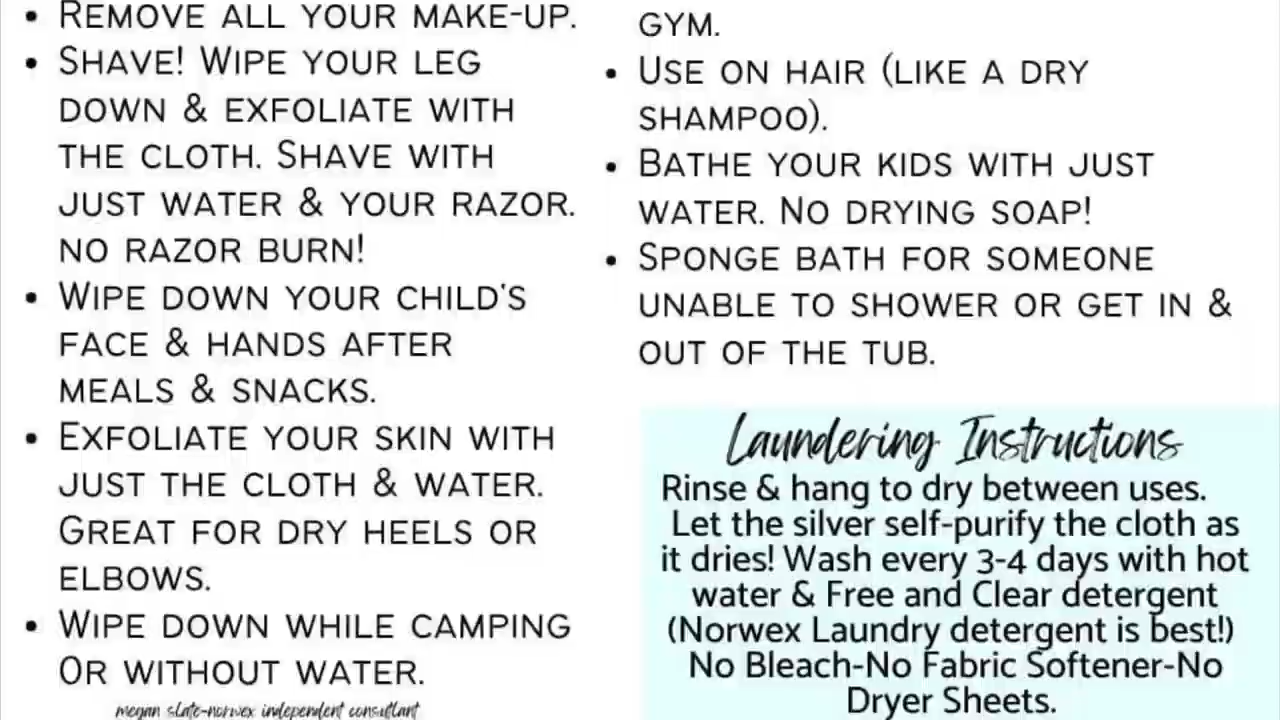 • Remove all your make-up.
• Shave! Wipe your leg
down & exfoliate with
the cloth. Shave with
just water & your razor.
No razor burn!
• Wipe down your child's
face & hands after
meals & snacks.
• Exfoliate your skin with
just the cloth & water.
Great for dry heels or
elbows.
• Wipe down while camping
or without water.
megan slate-norwex independent consultant
gym.
• Use on hair (like a dry
shampoo).
• Bathe your kids with just
water. No drying soap!
• Sponge bath for someone
unable to shower or get in &
out of the tub.
Laundering Instructions
Rinse & hang to dry between uses.
Let the silver self-purify the cloth as
it dries! Wash every 3-4 days with hot
water & Free and Clear detergent
(Norwex Laundry detergent is best!)
No Bleach-No Fabric Softener-No
Dryer Sheets.